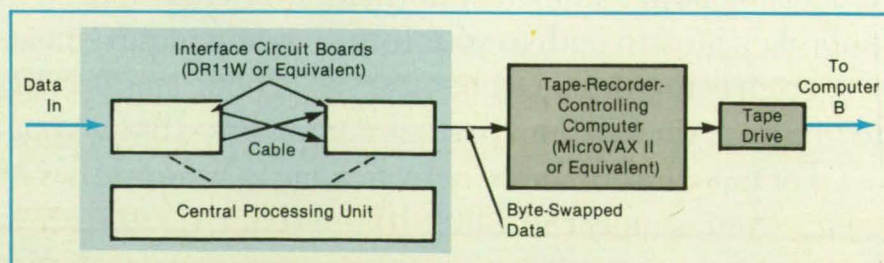 Interface Circuit Boards
(DR11W or Equivalent)
Data
In
Cable
Central Processing Unit
Byte-Swapped
Data
Tape-Recorder-
Controlling
Computer
(MicroVAX II
or Equivalent)
Tape
Drive
To
Computer
B